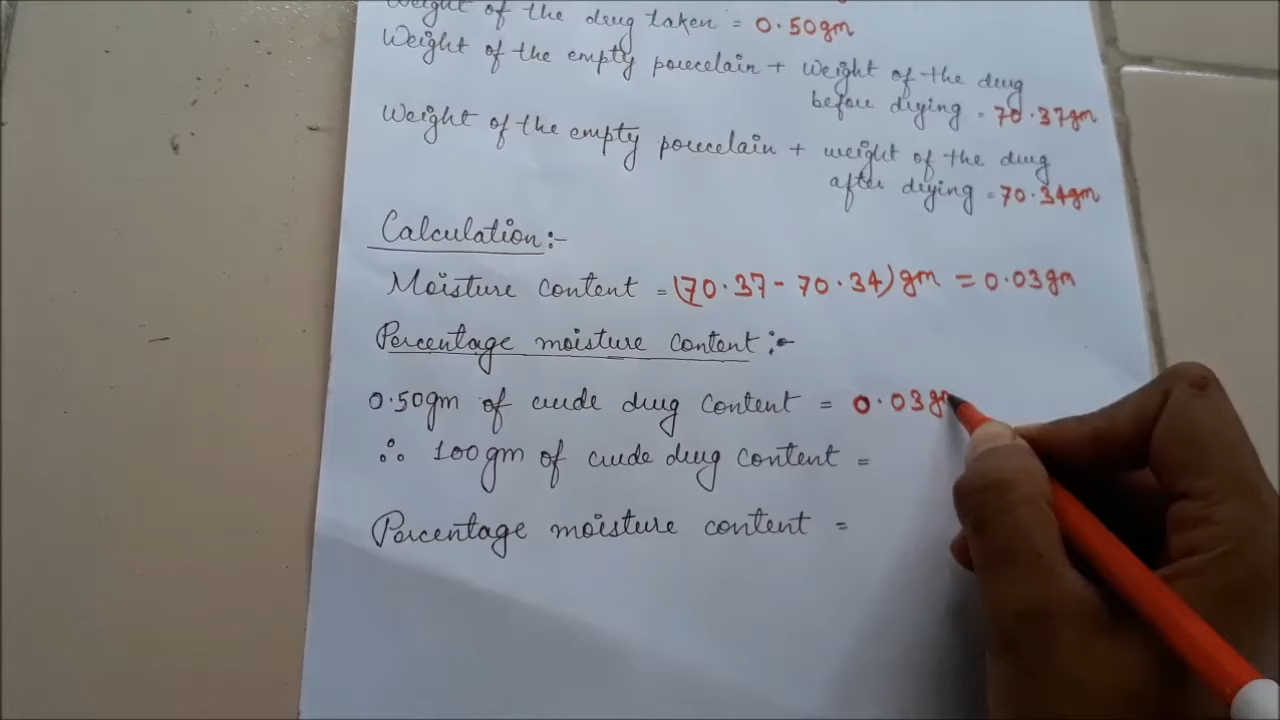 Weight of the drug taken = 0.50gm
Weight of the empty porcelain + weight of the drug
before drying = 70.37gm
Weight of the empty porcelain + weight of the drug
after drying = 70.34gm
Calculation:-
Moisture content = (70.37 - 70.34) gm = 0.03gm
Percentage moisture content :-
0.50gm of crude drug content = 0.03gm
∴ 100gm of crude drug content =
Percentage moisture content =